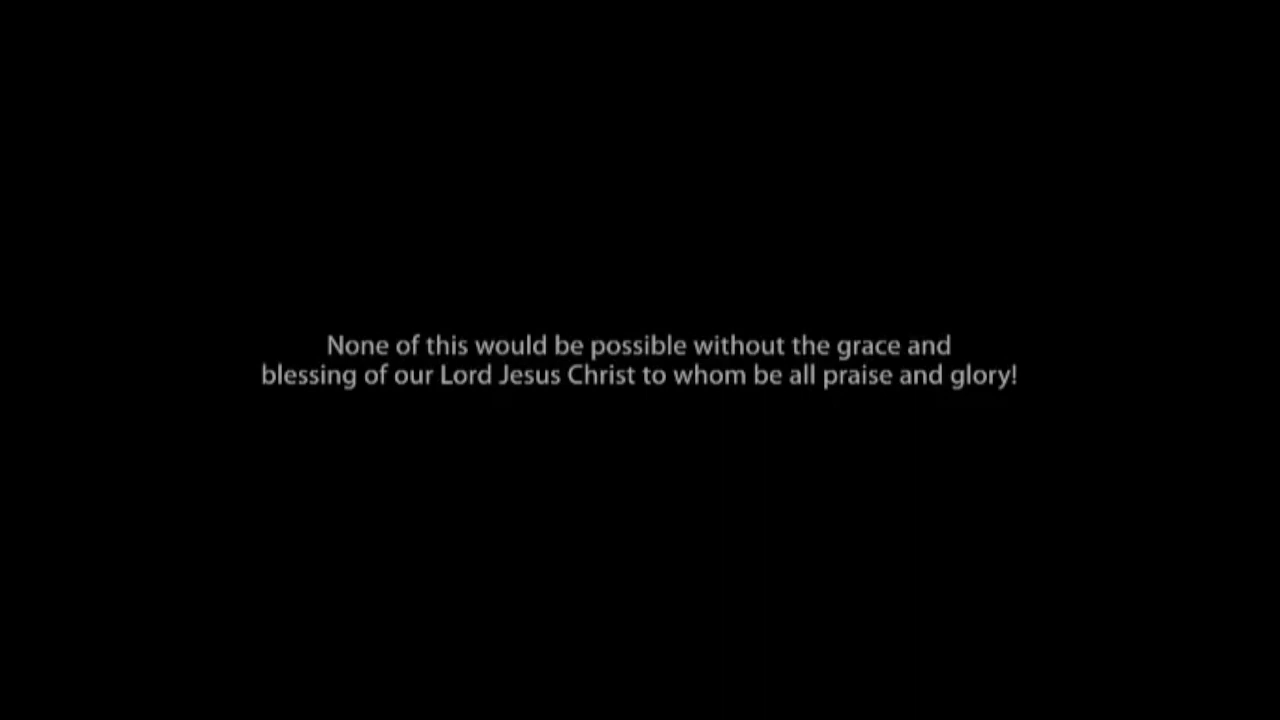 None of this would be possible without the grace and
blessing of our Lord Jesus Christ to whom be all praise and glory!